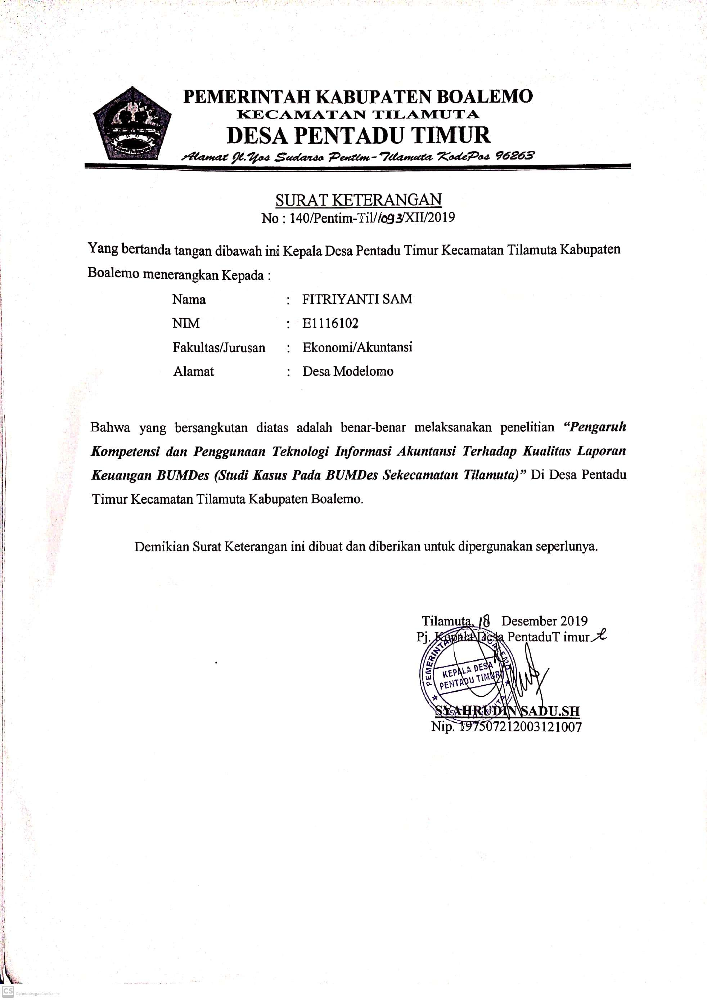 PEMERINTAH KABUPATEN BOALEMO
KECAMATAN TILAMUTA
DESA PENTADU TIMUR
Alamat Jl.Yos Sudarso Pentim-Tilamuta KodePos 96263
SURAT KETERANGAN
No : 140/Pentim-Til//093/XII/2019
Yang bertanda tangan dibawah ini Kepala Desa Pentadu Timur Kecamatan Tilamuta Kabupaten
Boalemo menerangkan Kepada :
Nama : FITRIYANTI SAM
NIM : E1116102
Fakultas/Jurusan : Ekonomi/Akuntansi
Alamat : Desa Modelomo
Bahwa yang bersangkutan diatas adalah benar-benar melaksanakan penelitian “Pengaruh
Kompetensi dan Penggunaan Teknologi Informasi Akuntansi Terhadap Kualitas Laporan
Keuangan BUMDes (Studi Kasus Pada BUMDes Sekecamatan Tilamuta)” Di Desa Pentadu
Timur Kecamatan Tilamuta Kabupaten Boalemo.
Demikian Surat Keterangan ini dibuat dan diberikan untuk dipergunakan seperlunya.
Tilamuta, 18 Desember 2019
Pj. Kepala Desa PentaduT imur
KEPALA DESA
PENTADU TIMUR
SYAHRUDIN SADU.SH
Nip. 197507212003121007
CS Dipindai dengan CamScanner